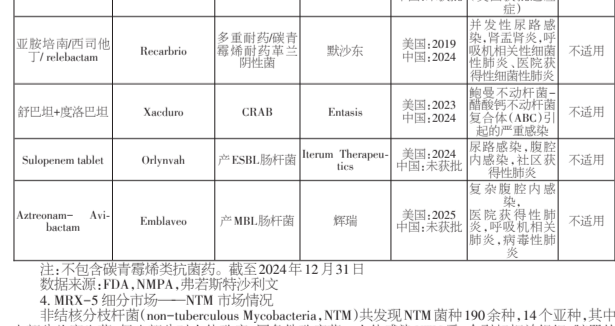 症）
亚胺培南/西司他丁/ relebactam
Recarbrio
多重耐药/碳青霉烯耐药革兰阴性菌
默沙东
美国：2019
中国：2024
并发性尿路感染，肾盂肾炎，呼吸机相关性细菌性肺炎、医院获得性细菌性肺炎
不适用
舒巴坦+度洛巴坦
Xacduro
CRAB
Entasis
美国：2023
中国：2024
鲍曼不动杆菌-醋酸钙不动杆菌复合体(ABC)引起的严重感染
不适用
Sulopenem tablet
Orlynvah
产ESBL肠杆菌
Iterum Therapeutics
美国：2024
中国：未获批
尿路感染，腹腔内感染，社区获得性肺炎
不适用
Aztreonam- Avibactam
Emblaveo
产MBL肠杆菌
辉瑞
美国：2025
中国：未获批
复杂腹腔内感染，
医院获得性肺炎，呼吸机相关肺炎，病毒性肺炎
不适用
注：不包含碳青霉烯类抗菌药。截至2024年12月31日
数据来源：FDA，NMPA，弗若斯特沙利文
4. MRX-5 细分市场——NTM 市场情况
非结核分枝杆菌(non-tuberculous Mycobacteria, NTM)共发现NTM菌种190余种，14个亚种，其中